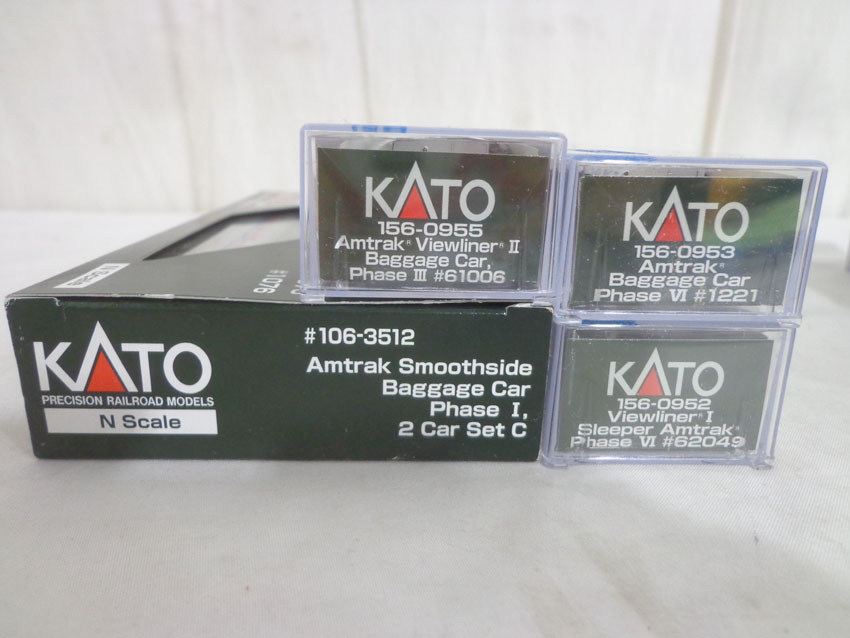 KATO
156-0955
Amtrak® Viewliner® II
Baggage Car,
Phase III #61006
KATO
156-0953
Amtrak®
Baggage Car
Phase VI #1221
KATO
PRECISION RAILROAD MODELS
N Scale
#106-3512
Amtrak Smoothside
Baggage Car
Phase I,
2 Car Set C
KATO
156-0952
Viewliner® I
Sleeper Amtrak®
Phase VI #62049